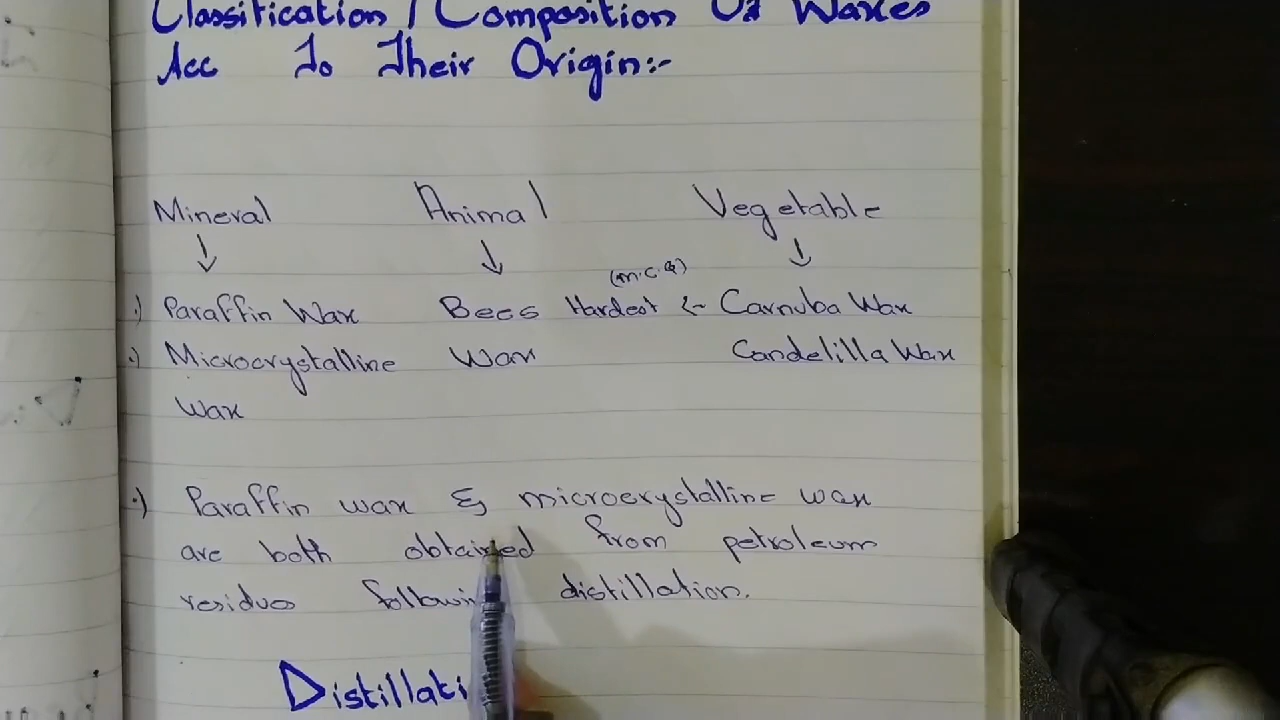 Classification / Composition Of Waxes
Acc To Their Origin:-
Mineral Animal Vegetable
(M.C.Q)
.) Paraffin Wax Bees Hardest <- Carnuba Wax
.) Microcrystalline Wax Candelilla Wax
Wax
.) Paraffin wax & microcrystalline wax
are both obtained from petroleum
residue following distillation.
Distillati